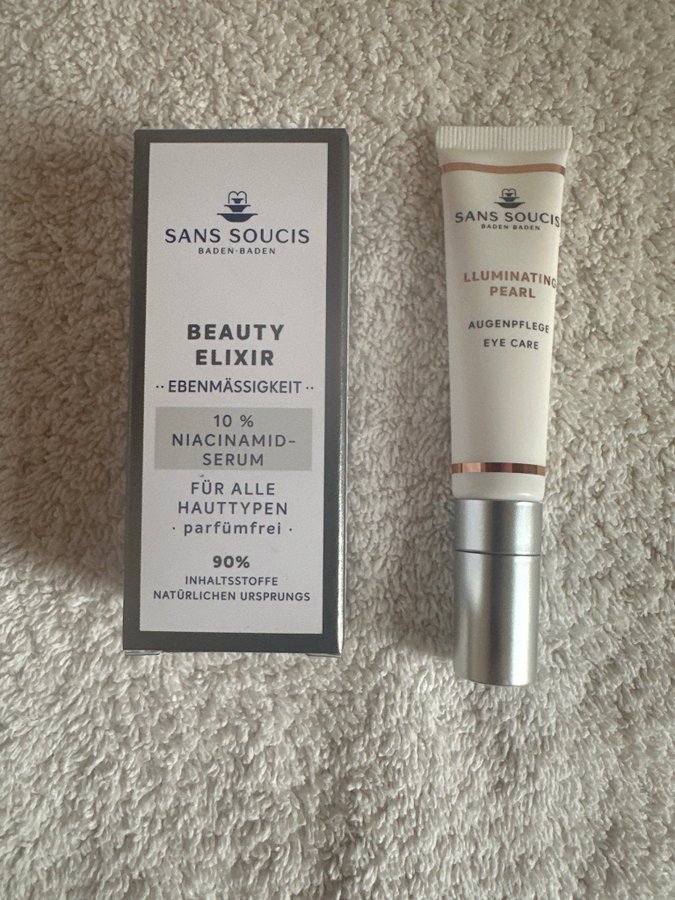 SANS SOUCIS
BADEN·BADEN
BEAUTY
ELIXIR
·· EBENMÄSSIGKEIT ··
10 %
NIACINAMID-
SERUM
FÜR ALLE
HAUTTYPEN
· parfümfrei ·
90%
INHALTSSTOFFE
NATÜRLICHEN URSPRUNGS
SANS SOUCIS
BADEN BADEN
LLUMINATING
PEARL
AUGENPFLEGE
EYE CARE